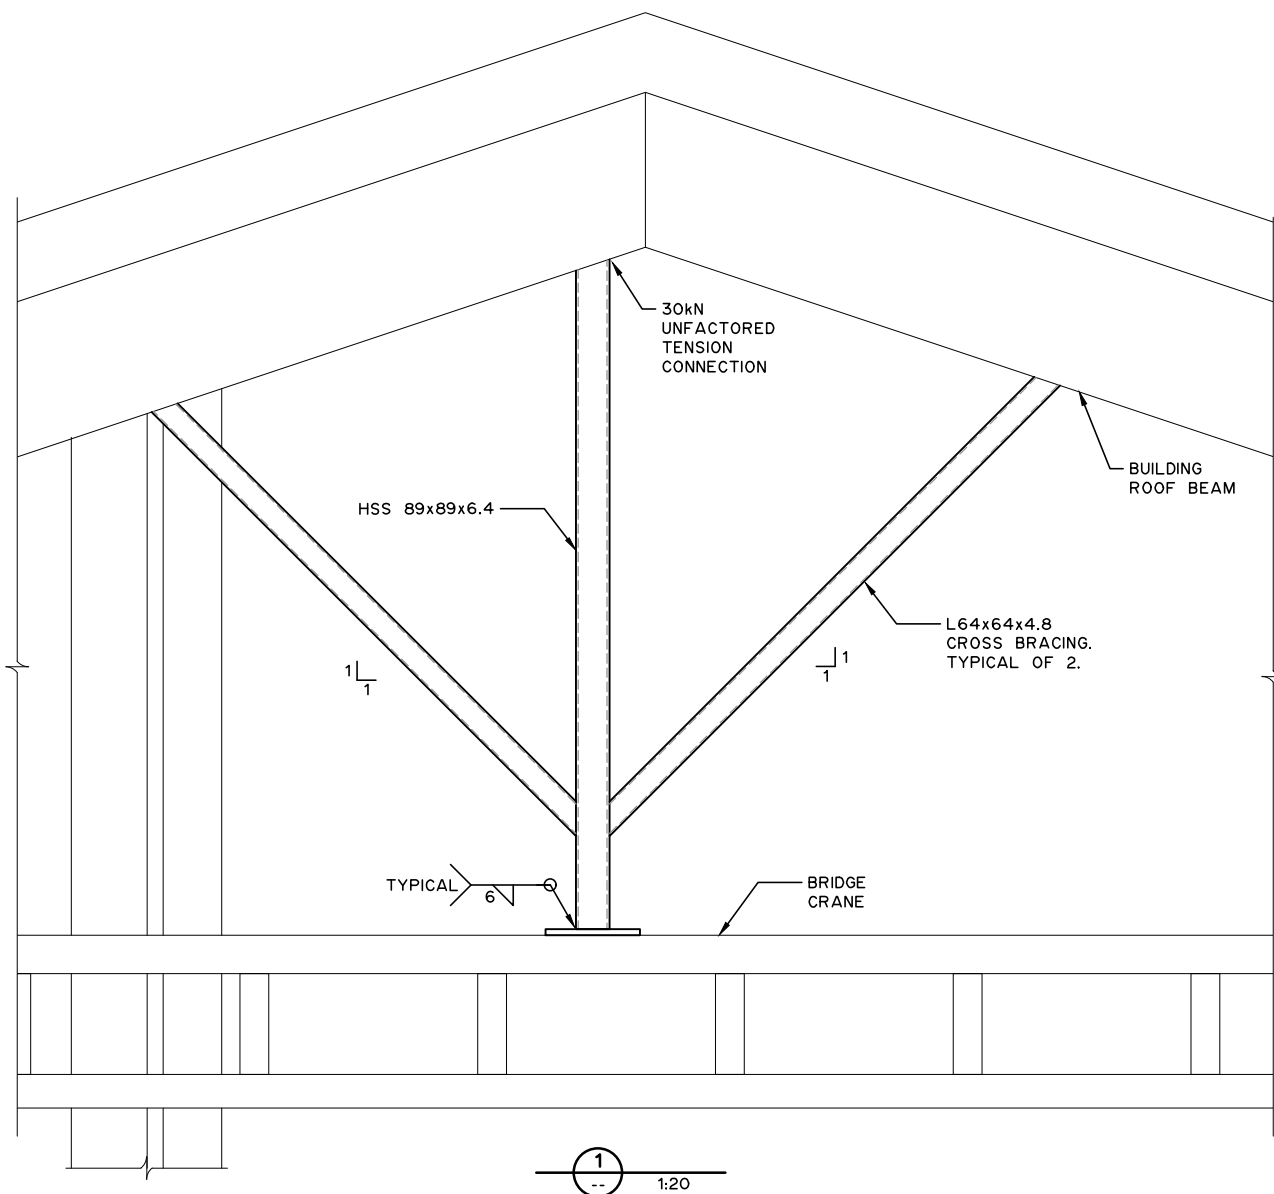 30kN
UNFACTORED
TENSION
CONNECTION
BUILDING
ROOF BEAM
HSS 89x89x6.4
L64x64x4.8
CROSS BRACING.
TYPICAL OF 2.
1
1
1
1
TYPICAL
6
BRIDGE
CRANE
1
--
1:20